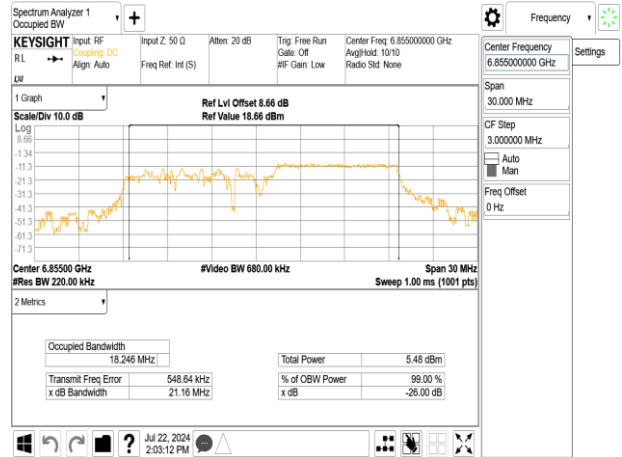 Spectrum Analyzer 1
Occupied BW
Frequency
KEYSIGHT
Input: RF
Coupling: DC
Align: Auto
Input Z: 50 Ω
Freq Ref: Int (S)
Atten: 20 dB
Trig: Free Run
Gate: Off
#IF Gain: Low
Center Freq: 6.855000000 GHz
Avg|Hold: 10/10
Radio Std: None
RL
LXI
Center Frequency
6.855000000 GHz
Settings
Span
30.000 MHz
CF Step
3.000000 MHz
Auto
Man
Freq Offset
0 Hz
1 Graph
Scale/Div 10.0 dB
Ref Lvl Offset 8.66 dB
Ref Value 18.66 dBm
Log
8.66
-1.34
-11.3
-21.3
-31.3
-41.3
-51.3
-61.3
-71.3
Center 6.85500 GHz
#Video BW 680.00 kHz
Span 30 MHz
#Res BW 220.00 kHz
Sweep 1.00 ms (1001 pts)
2 Metrics
Occupied Bandwidth
18.246 MHz
Total Power 5.48 dBm
Transmit Freq Error 548.64 kHz
% of OBW Power 99.00 %
x dB Bandwidth 21.16 MHz
x dB -26.00 dB
?
Jul 22, 2024
2:03:12 PM